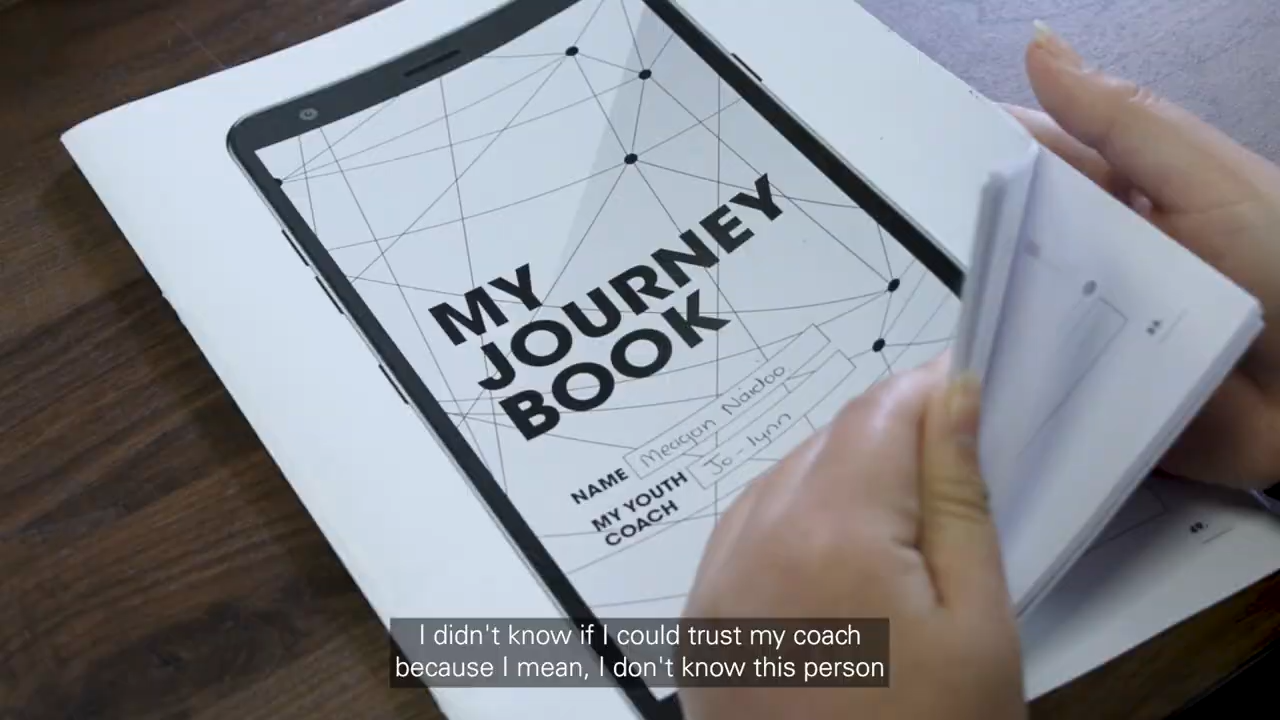 MY
JOURNEY
BOOK
NAME Meagan Naidoo
MY YOUTH
COACH Jo-lynn
I didn't know if I could trust my coach
because I mean, I don't know this person